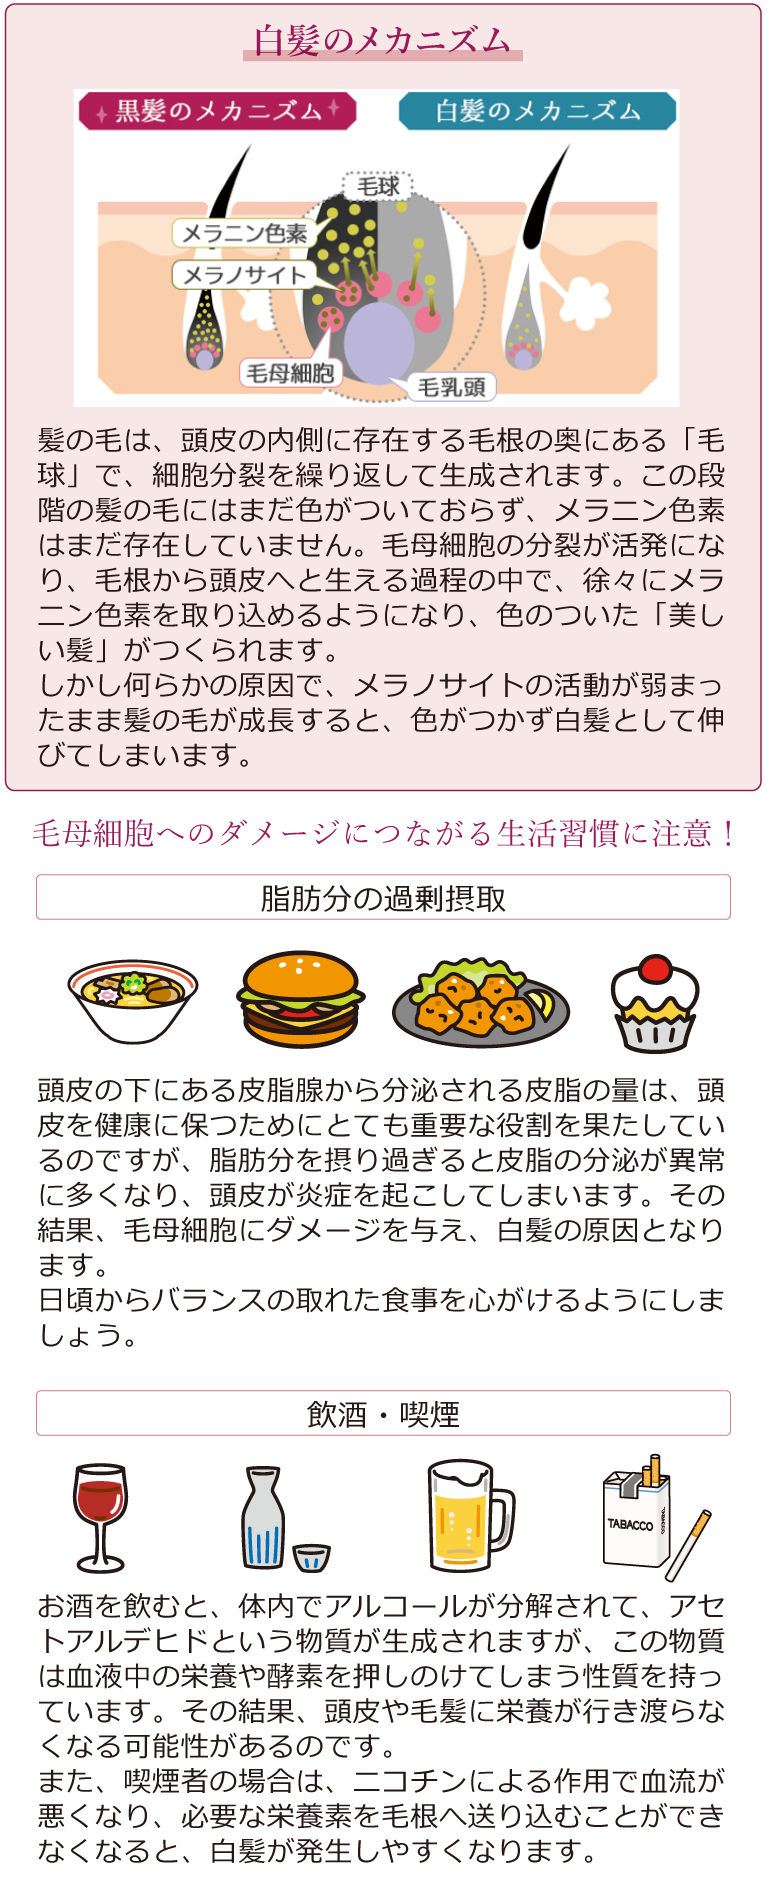 白髪のメカニズム
黒髪のメカニズム
白髪のメカニズム
毛球
メラニン色素
メラノサイト
毛母細胞
毛乳頭
髪の毛は、頭皮の内側に存在する毛根の奥にある「毛
球」で、細胞分裂を繰り返して生成されます。この段
階の髪の毛にはまだ色がついておらず、メラニン色素
はまだ存在していません。毛母細胞の分裂が活発にな
り、毛根から頭皮へと生える過程の中で、徐々にメラ
ニン色素を取り込めるようになり、色のついた「美し
い髪」がつくられます。
しかし何らかの原因で、メラノサイトの活動が弱まっ
たまま髪の毛が成長すると、色がつかず白髪として伸
びてしまいます。
毛母細胞へのダメージにつながる生活習慣に注意！
脂肪分の過剰摂取
頭皮の下にある皮脂腺から分泌される皮脂の量は、頭
皮を健康に保つためにとても重要な役割を果たしてい
るのですが、脂肪分を摂り過ぎると皮脂の分泌が異常
に多くなり、頭皮が炎症を起こしてしまいます。その
結果、毛母細胞にダメージを与え、白髪の原因となり
ます。
日頃からバランスの取れた食事を心がけるようにしま
しょう。
飲酒・喫煙
TABACCO
TABACCO
お酒を飲むと、体内でアルコールが分解されて、アセ
トアルデヒドという物質が生成されますが、この物質
は血液中の栄養や酵素を押しのけてしまう性質を持っ
ています。その結果、頭皮や毛髪に栄養が行き渡らな
くなる可能性があるのです。
また、喫煙者の場合は、ニコチンによる作用で血流が
悪くなり、必要な栄養素を毛根へ送り込むことができ
なくなると、白髪が発生しやすくなります。